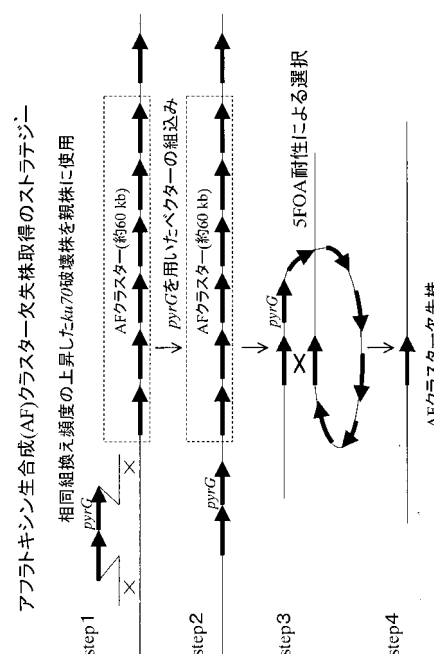 アフラトキシン生合成(AF)クラスター欠失株取得のストラテジー
相同組換え頻度の上昇したku70破壊株を親株に使用
step1
pyrG
AFクラスター(約60 kb)
pyrGを用いたベクターの組込み
step2
pyrG
AFクラスター(約60 kb)
5FOA耐性による選択
step3
pyrG
step4
AFクラスター欠失株